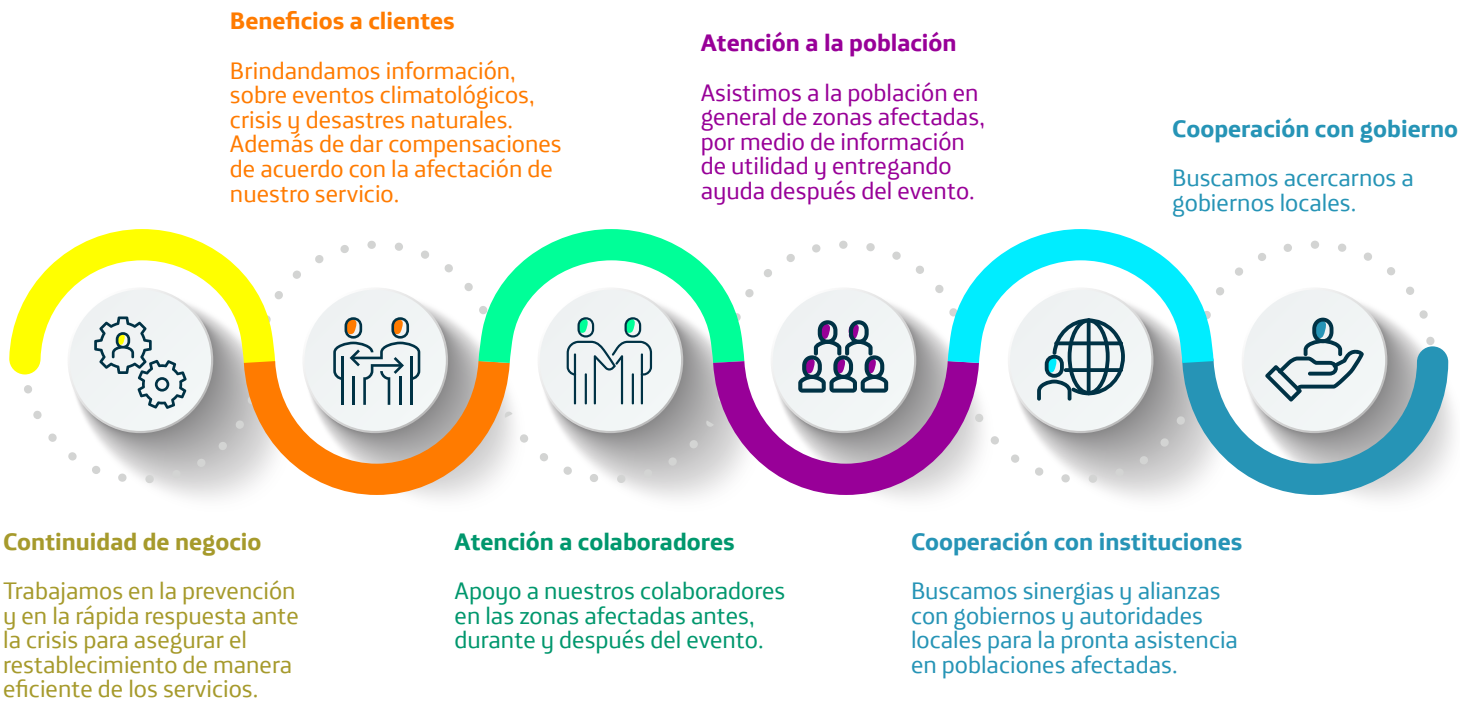 Beneficios a clientes
Brindandamos información,
sobre eventos climatológicos,
crisis y desastres naturales.
Además de dar compensaciones
de acuerdo con la afectación de
nuestro servicio.
Atención a la población
Asistimos a la población en
general de zonas afectadas,
por medio de información
de utilidad y entregando
ayuda después del evento.
Cooperación con gobierno
Buscamos acercarnos a
gobiernos locales.
Continuidad de negocio
Trabajamos en la prevención
y en la rápida respuesta ante
la crisis para asegurar el
restablecimiento de manera
eficiente de los servicios.
Atención a colaboradores
Apoyo a nuestros colaboradores
en las zonas afectadas antes,
durante y después del evento.
Cooperación con instituciones
Buscamos sinergias y alianzas
con gobiernos y autoridades
locales para la pronta asistencia
en poblaciones afectadas.